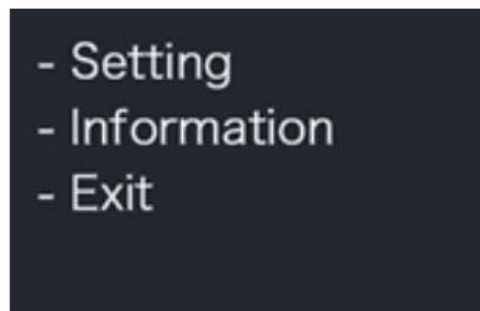 - Setting
- Information
- Exit